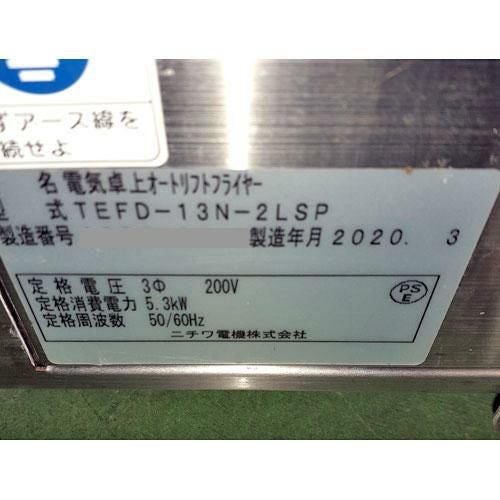 ずアース線を
続せよ
名 電気卓上オートリフトフライヤー
型 式 TEFD-13N-2LSP
製造番号 製造年月 2020. 3
定格電圧 3Φ 200V
定格消費電力 5.3kW
定格周波数 50/60Hz
PS
E
ニチワ電機株式会社